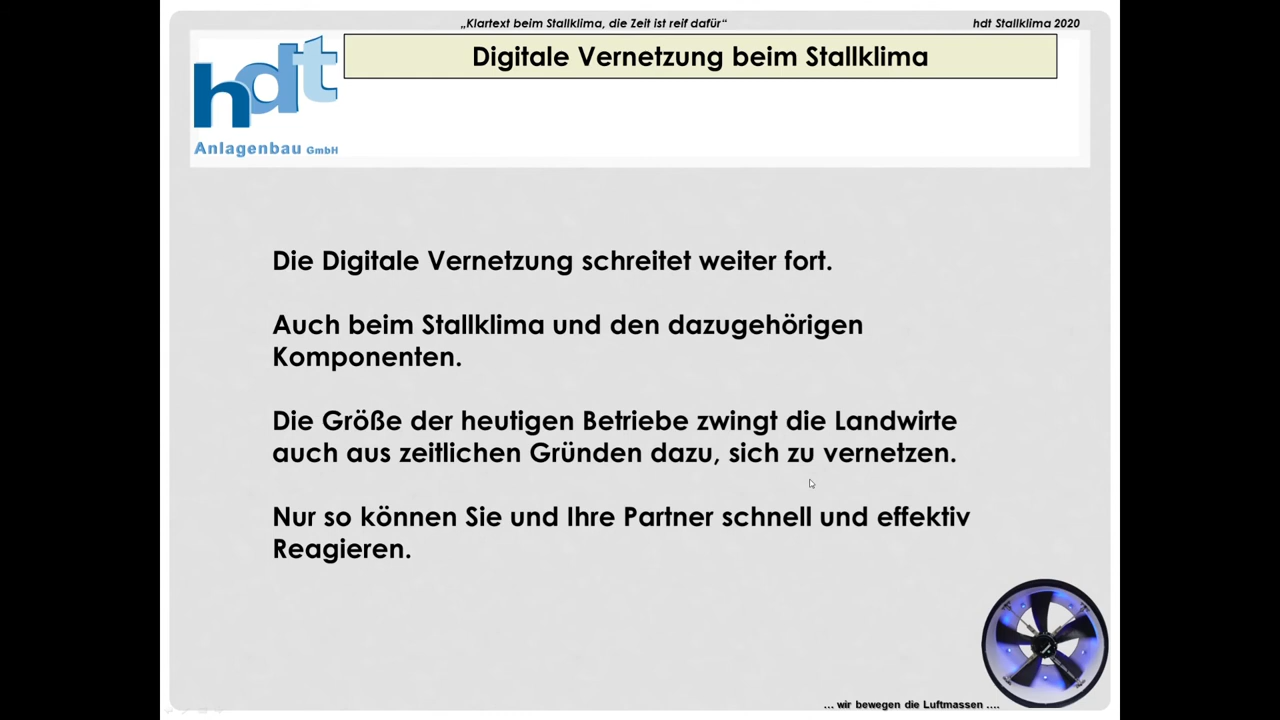 „Klartext beim Stallklima, die Zeit ist reif dafür“
hdt Stallklima 2020
Digitale Vernetzung beim Stallklima
hdt
Anlagenbau GmbH
Die Digitale Vernetzung schreitet weiter fort.
Auch beim Stallklima und den dazugehörigen
Komponenten.
Die Größe der heutigen Betriebe zwingt die Landwirte
auch aus zeitlichen Gründen dazu, sich zu vernetzen.
Nur so können Sie und Ihre Partner schnell und effektiv
Reagieren.
... wir bewegen die Luftmassen ....